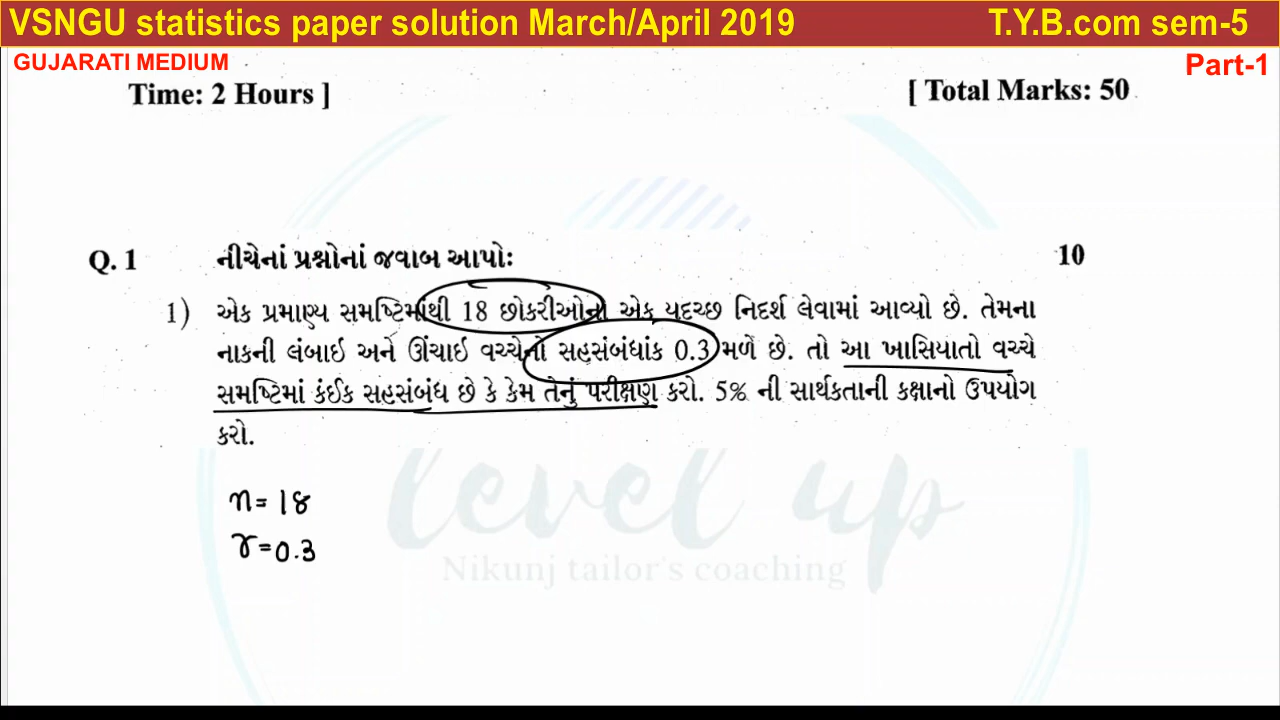 VSNGU statistics paper solution March/April 2019 T.Y.B.com sem-5
GUJARATI MEDIUM Part-1
Time: 2 Hours ] [ Total Marks: 50
Q. 1 નીચેનાં પ્રશ્નોનાં જવાબ આપોઃ 10
1) એક પ્રમાણ્ય સમષ્ટિમાંથી 18 છોકરીઓનો એક યદચ્છ નિદર્શ લેવામાં આવ્યો છે. તેમના
નાકની લંબાઇ અને ઊંચાઇ વચ્ચેનો સહસંબંધાંક 0.3 મળે છે. તો આ ખાસિયાતો વચ્ચે
સમષ્ટિમાં કંઈક સહસંબંધ છે કે કેમ તેનું પરીક્ષણ કરો. 5% ની સાર્થકતાની કક્ષાનો ઉપયોગ
કરો.
n = 18
r = 0.3
level up
Nikunj tailor's coaching